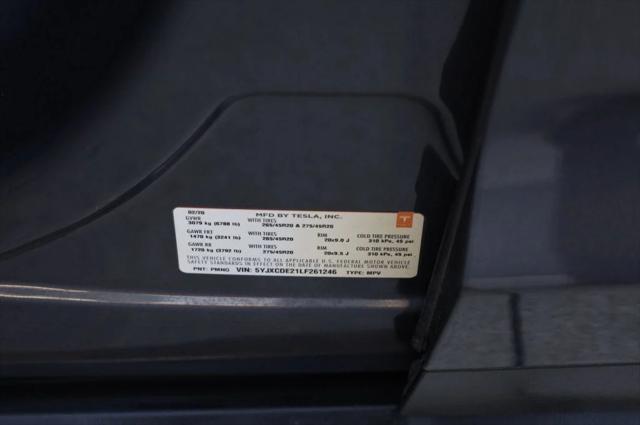 02/20 MFD BY TESLA, INC.
GVWR WITH TIRES
3079 kg (6788 lb) 265/45R20 & 275/45R20
GAWR FRT WITH TIRES RIM COLD TIRE PRESSURE
1470 kg (3241 lb) 265/45R20 20x9.0 J 310 kPa, 45 psi
GAWR RR WITH TIRES RIM COLD TIRE PRESSURE
1720 kg (3792 lb) 275/45R20 20x9.5 J 310 kPa, 45 psi
THIS VEHICLE CONFORMS TO ALL APPLICABLE U.S. FEDERAL MOTOR VEHICLE
SAFETY STANDARDS IN EFFECT ON THE DATE OF MANUFACTURE SHOWN ABOVE.
PNT: PMNG VIN: 5YJXCDE21LF261246 TYPE: MPV